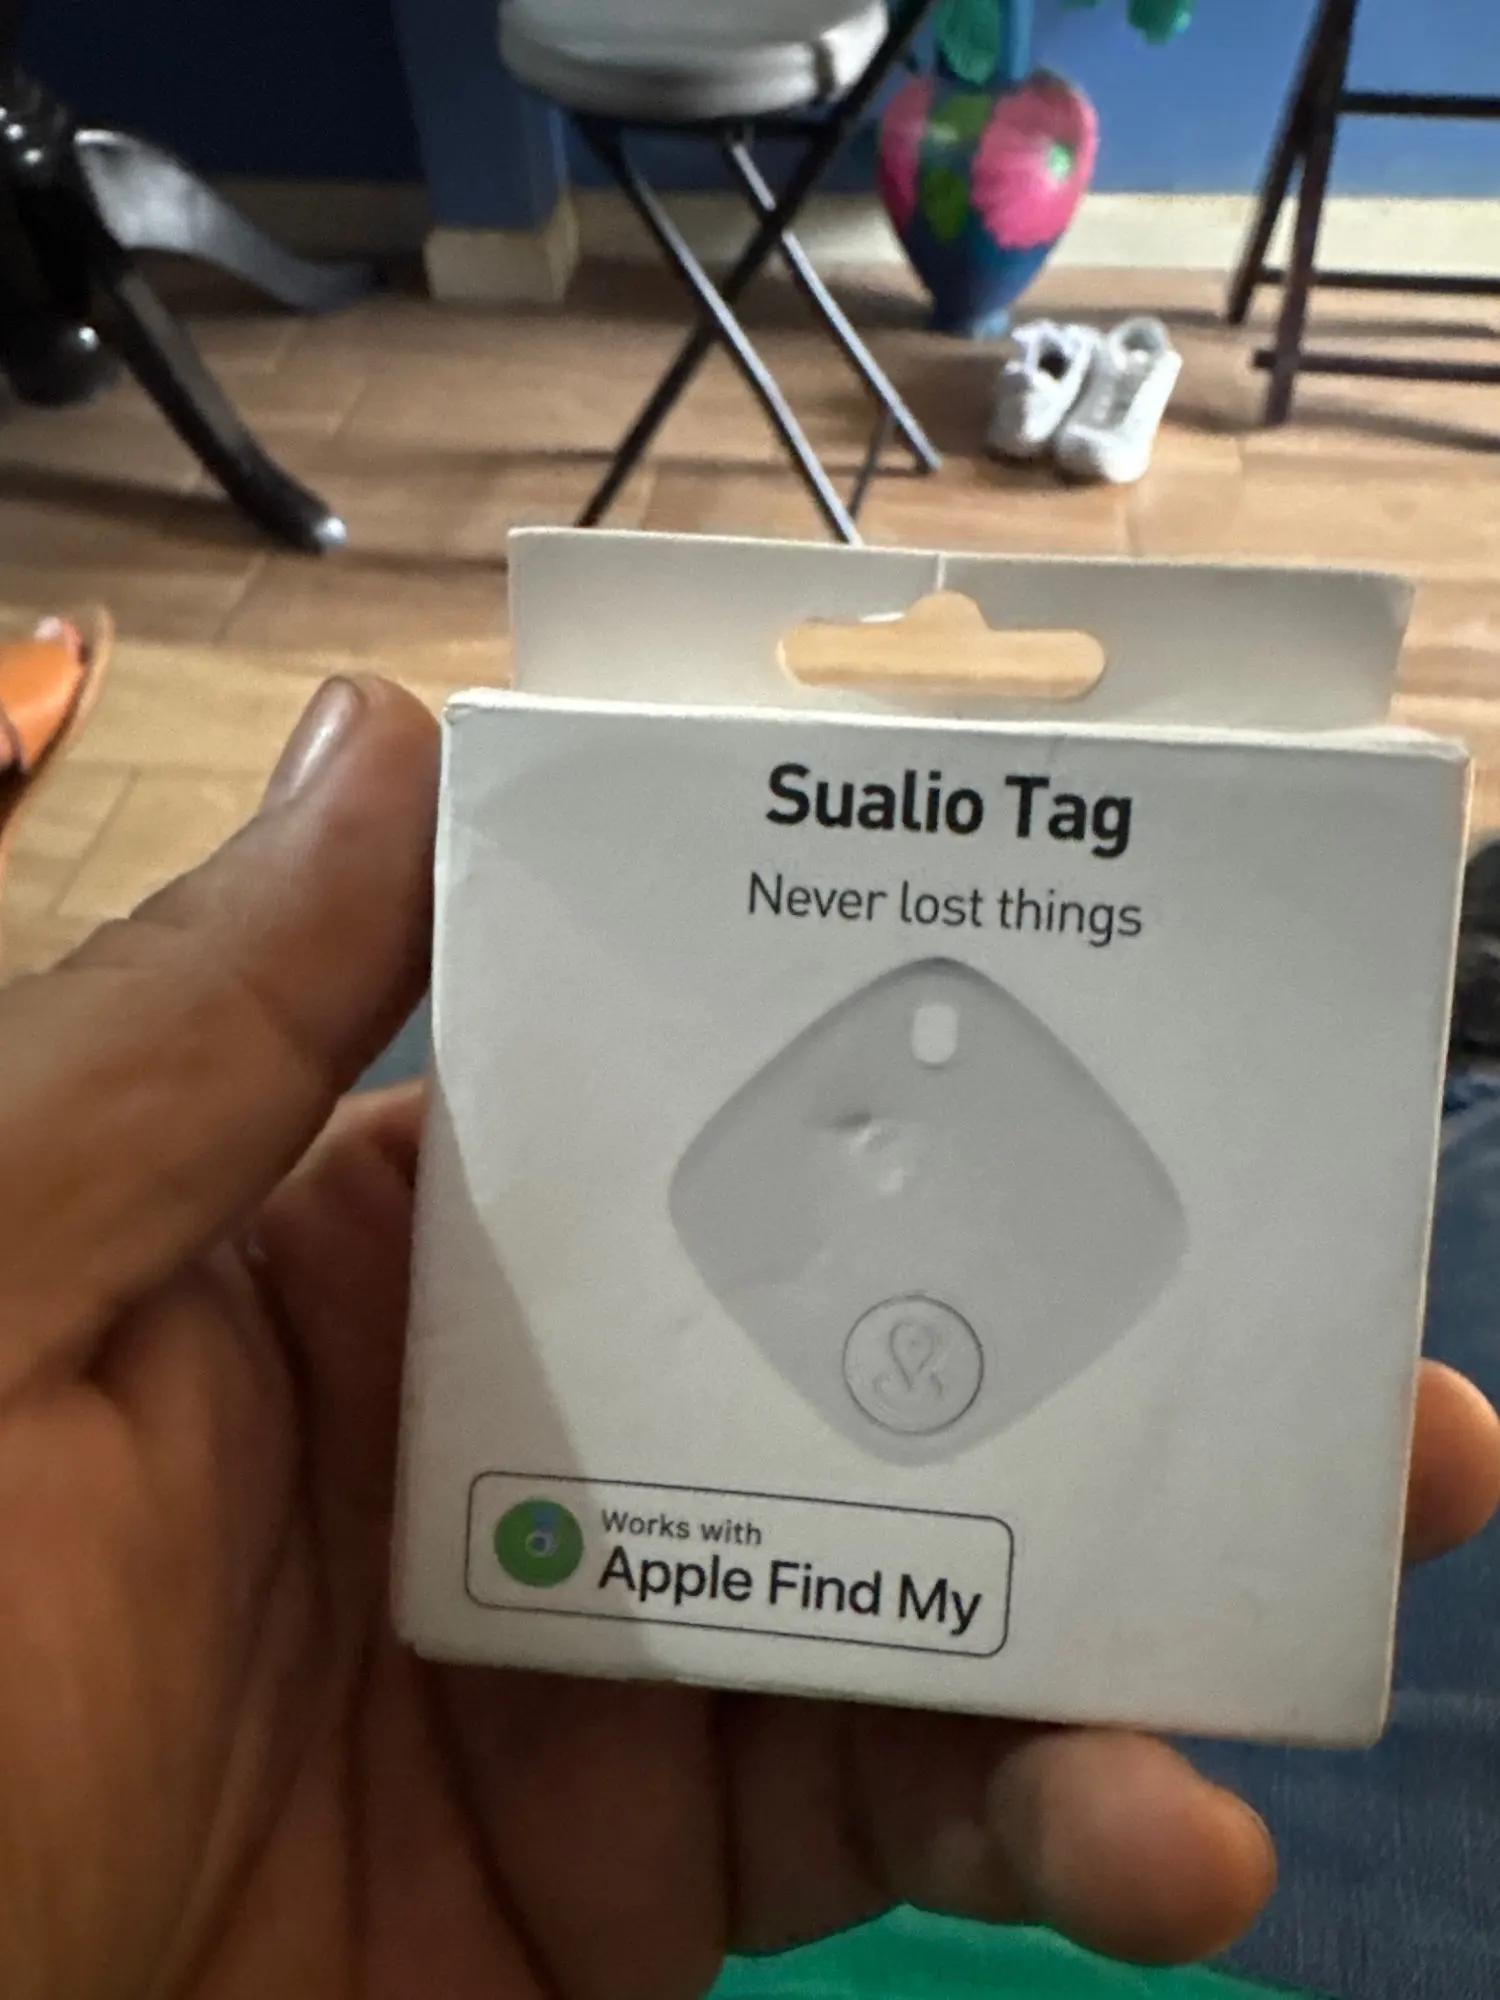 Sualio Tag
Never lost things
Works with
Apple Find My